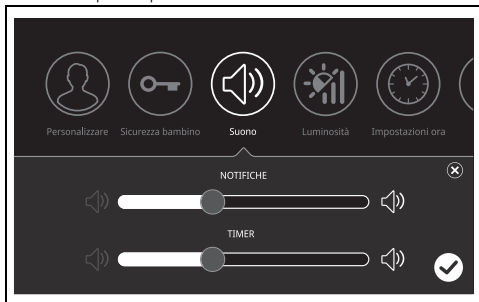 Personalizzare Sicurezza bambino Suono Luminosità Impostazioni ora
NOTIFICHE
TIMER